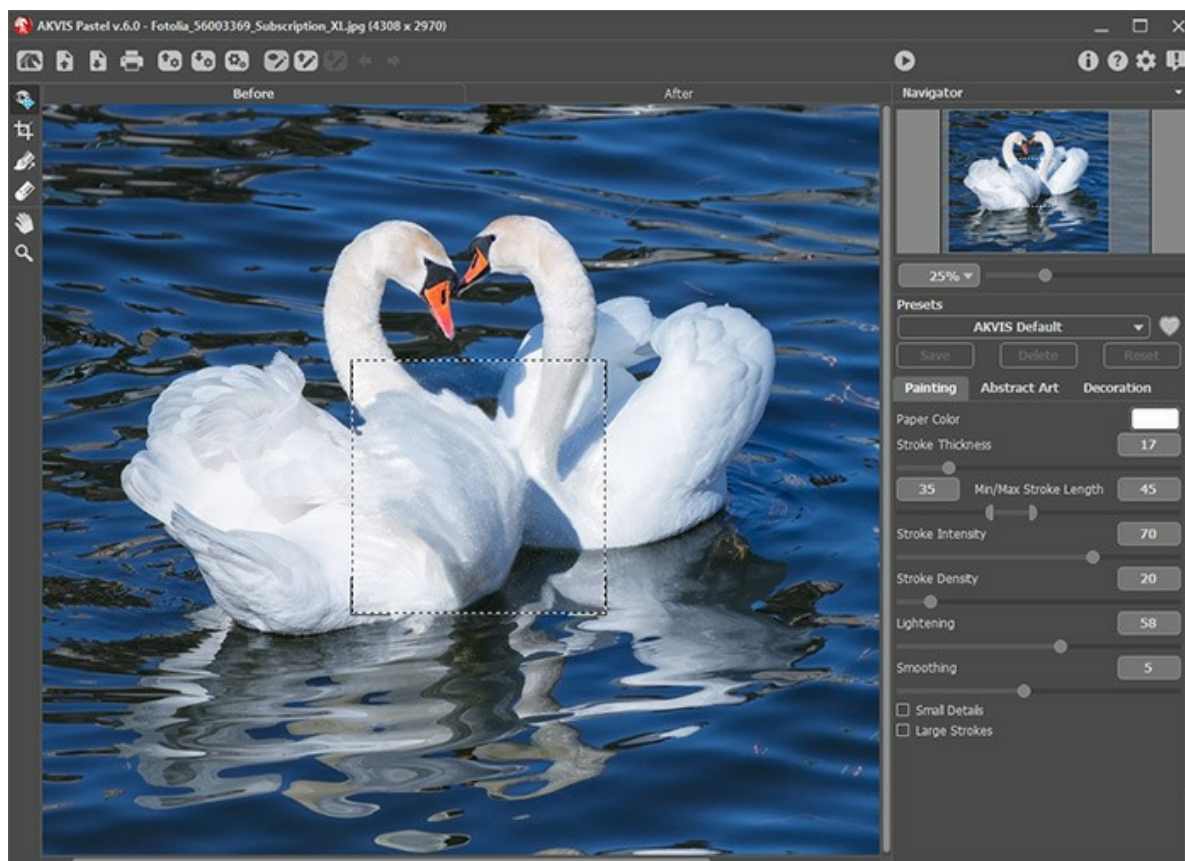 AKVIS Pastel v.6.0 - Fotolia_56003369_Subscription_XL.jpg (4308 x 2970)
Before
After
Navigator
25%
Presets
AKVIS Default
Save
Delete
Reset
Painting
Abstract Art
Decoration
Paper Color
Stroke Thickness
17
35
Min/Max Stroke Length
45
Stroke Intensity
70
Stroke Density
20
Lightening
58
Smoothing
5
Small Details
Large Strokes